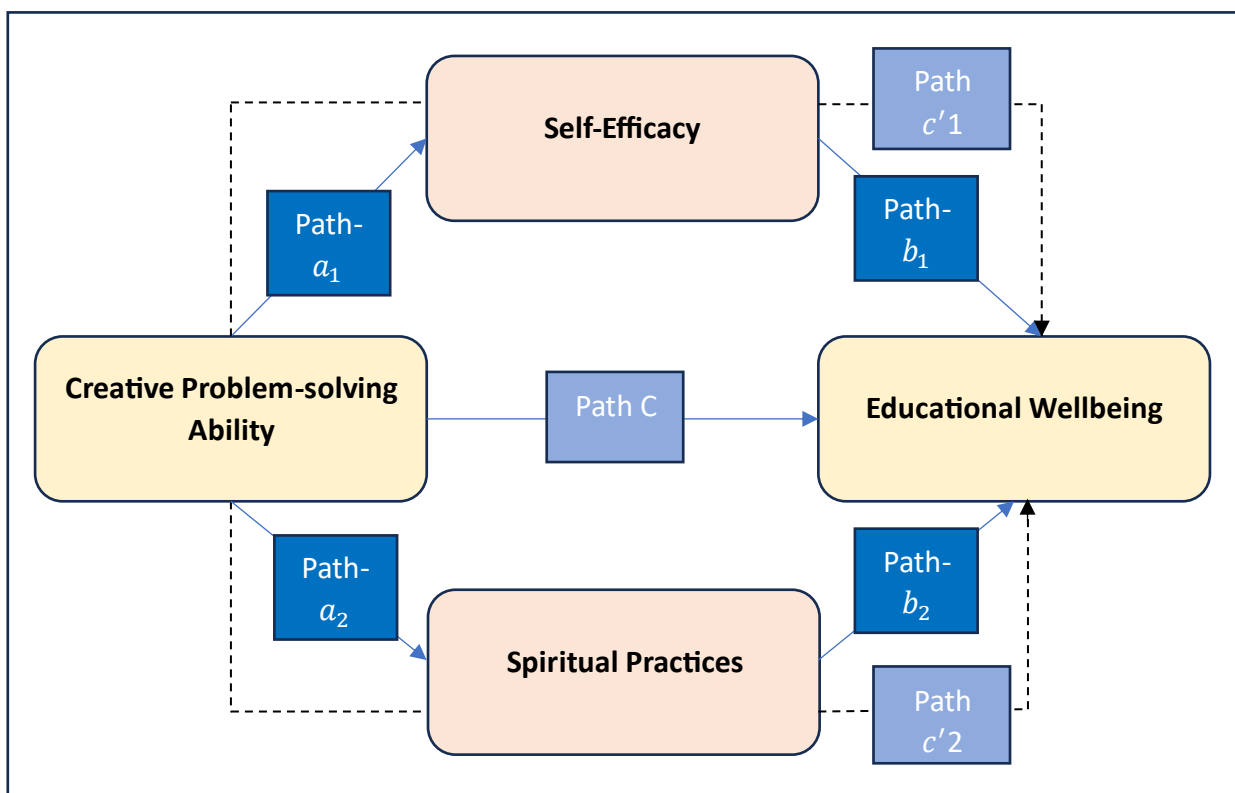 Path
c′1
Self-Efficacy
Path-
a₁
Path-
b₁
Creative Problem-solving
Ability
Path C
Educational Wellbeing
Path-
a₂
Path-
b₂
Spiritual Practices
Path
c′2